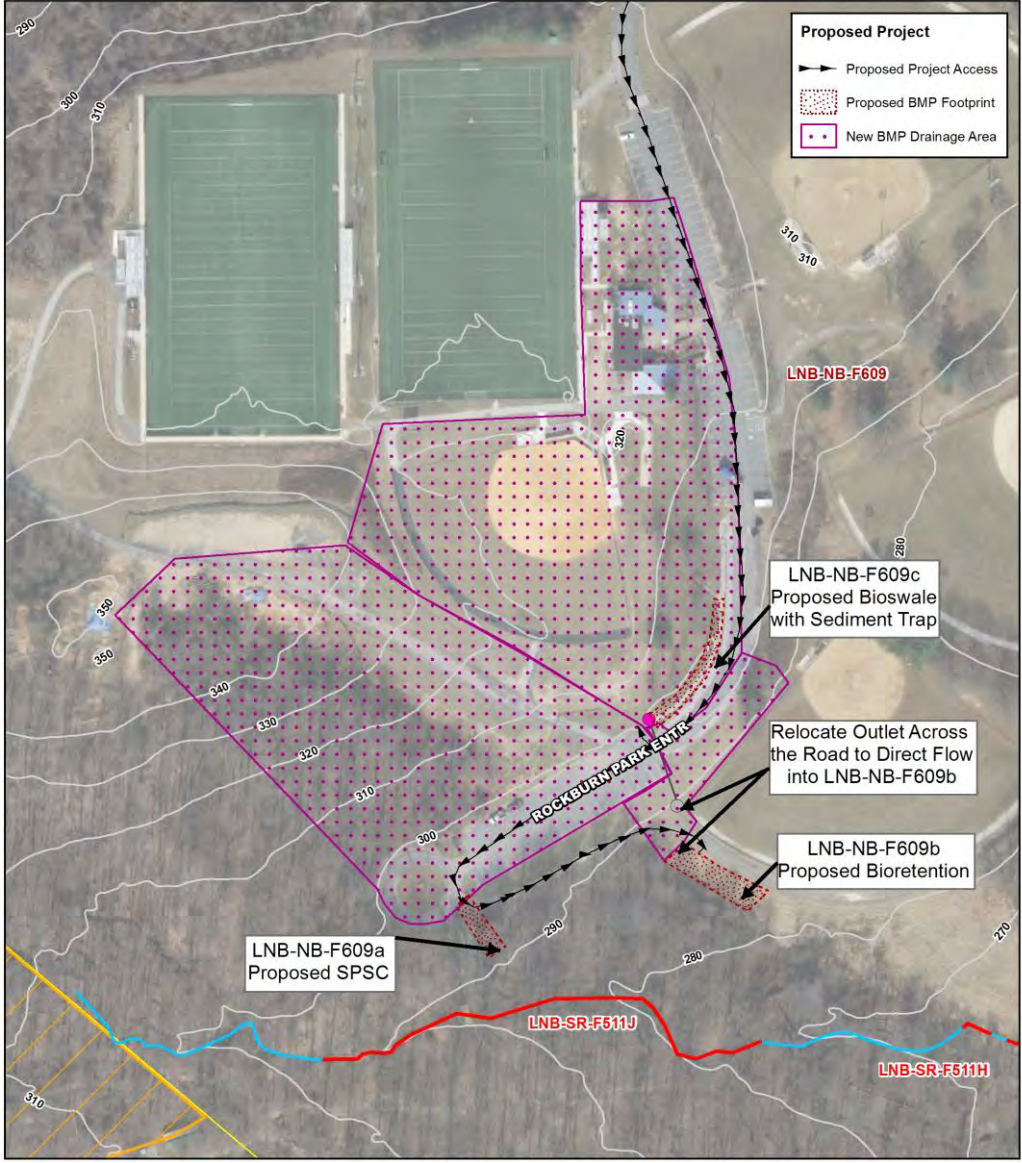 290
300
310
Proposed Project
Proposed Project Access
Proposed BMP Footprint
New BMP Drainage Area
310
310
LNB-NB-F609
320
280
LNB-NB-F609c
Proposed Bioswale
with Sediment Trap
350
350
340
330
320
310
300
ROCKBURN PARK ENTR
Relocate Outlet Across
the Road to Direct Flow
into LNB-NB-F609b
LNB-NB-F609b
Proposed Bioretention
LNB-NB-F609a
Proposed SPSC
290
280
270
LNB-SR-F511J
LNB-SR-F511H
310